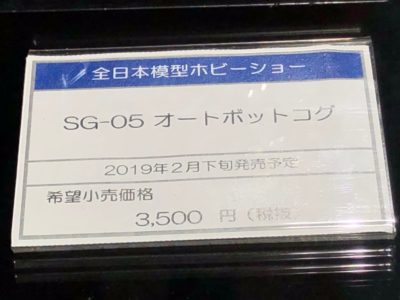 全日本模型ホビーショー
SG-05 オートボットコグ
2019年2月下旬発売予定
希望小売価格
3,500 円（税抜